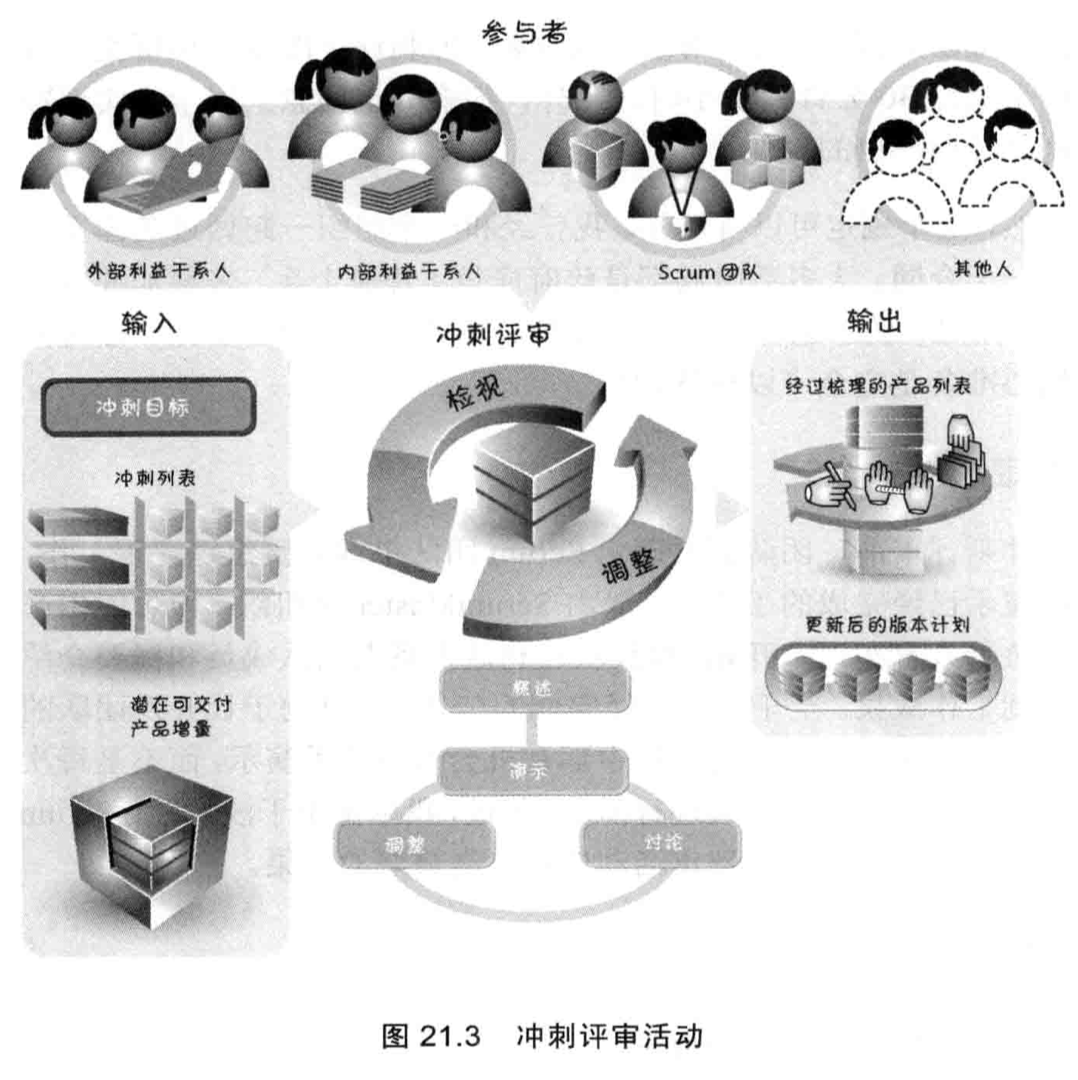 参与者
外部利益干系人
内部利益干系人
Scrum 团队
其他人
输入
冲刺目标
冲刺列表
潜在可交付
产品增量
冲刺评审
检视
调整
概述
演示
调整
讨论
输出
经过梳理的产品列表
更新后的版本计划
图 21.3 冲刺评审活动